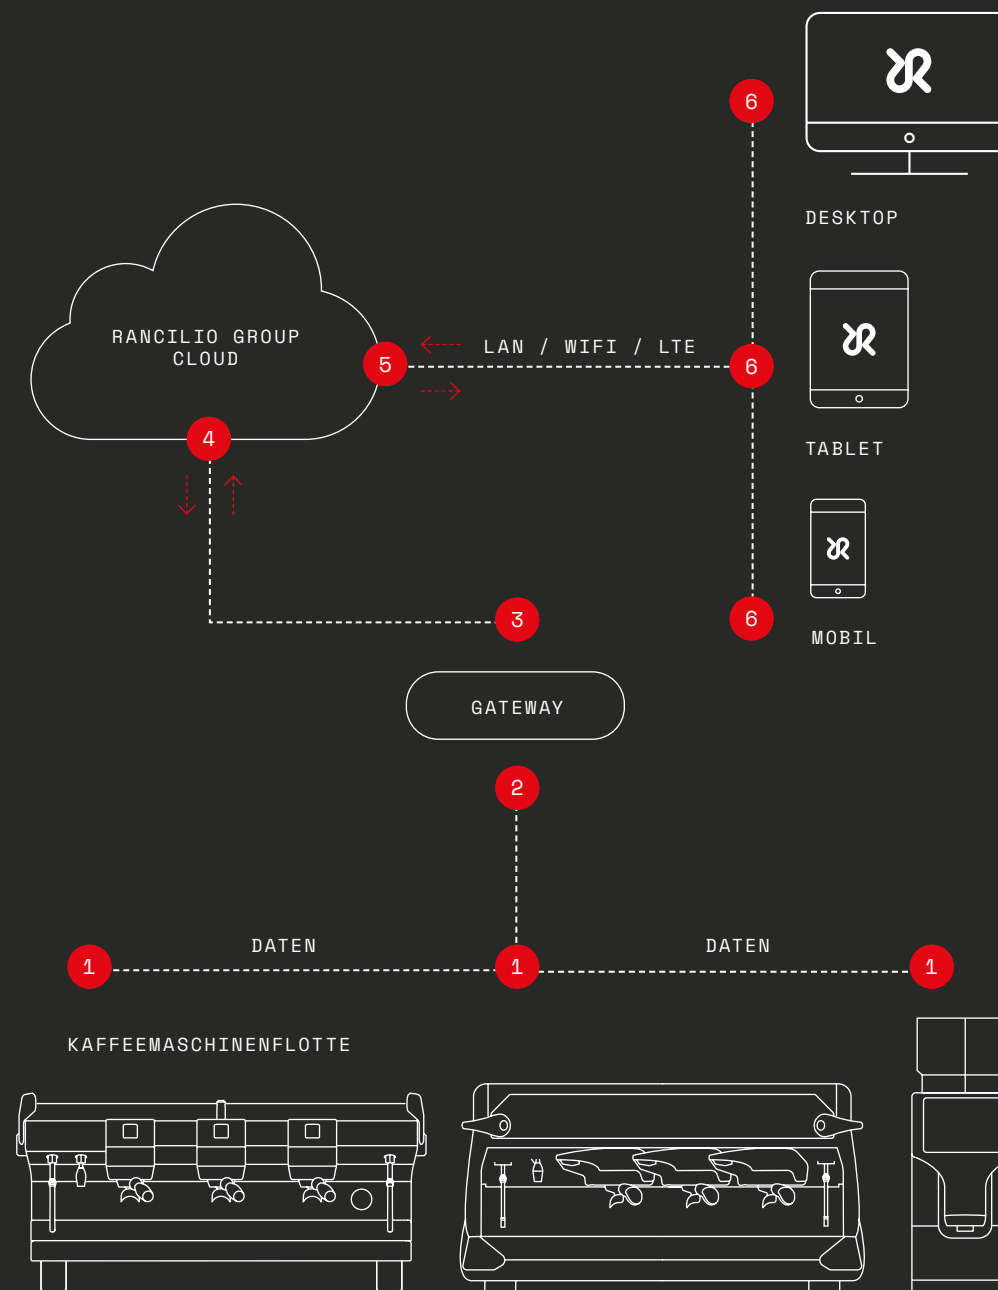 6
DESKTOP
RANCILIO GROUP
CLOUD
5
LAN / WIFI / LTE
6
4
TABLET
3
6
MOBIL
GATEWAY
2
DATEN
DATEN
1
1
1
KAFFEEMASCHINENFLOTTE